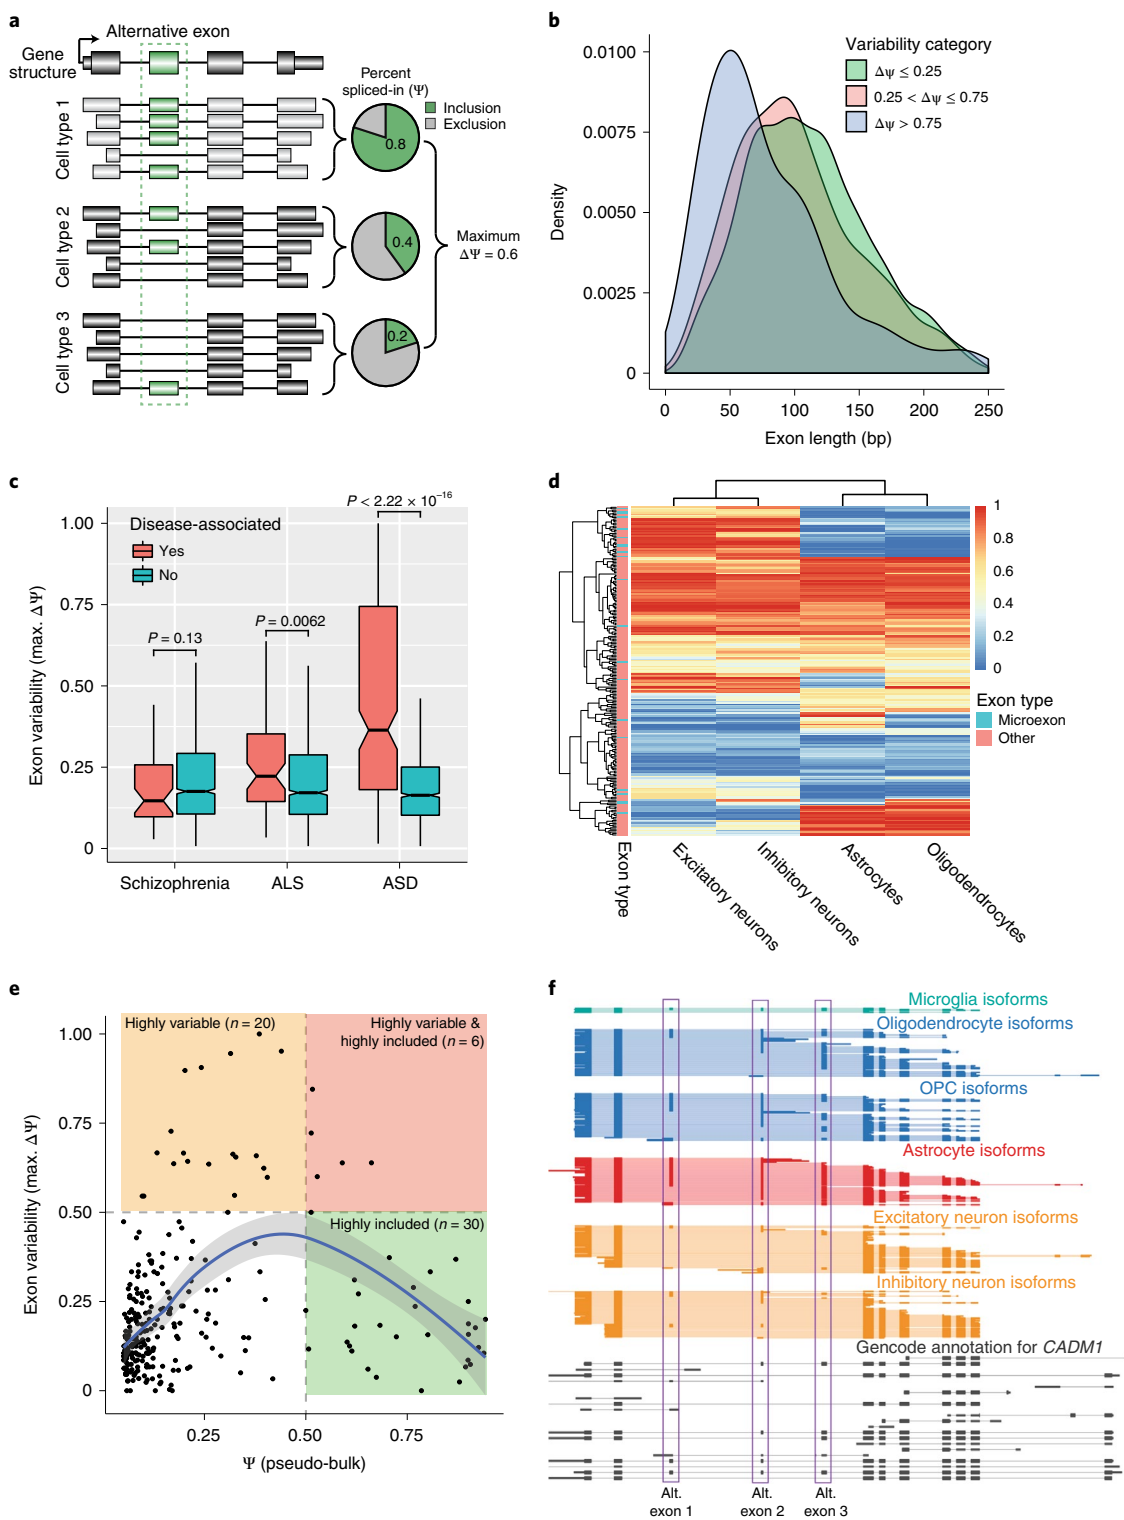 a
Alternative exon
Gene
structure
Percent
spliced-in (Ψ)
Inclusion
Exclusion
Cell type 1
0.8
Cell type 2
0.4
Maximum
ΔΨ = 0.6
Cell type 3
0.2
b
Variability category
Δψ ≤ 0.25
0.25 < Δψ ≤ 0.75
Δψ > 0.75
Density
0.0100
0.0075
0.0050
0.0025
0
0 50 100 150 200 250
Exon length (bp)
c
Disease-associated
Yes
No
P = 0.13
P = 0.0062
P < 2.22 × 10⁻¹⁶
Exon variability (max. ΔΨ)
1.00
0.75
0.50
0.25
0
Schizophrenia ALS ASD
d
1
0.8
0.6
0.4
0.2
0
Exon type
Microexon
Other
Exon type
Excitatory neurons
Inhibitory neurons
Astrocytes
Oligodendrocytes
e
Highly variable (n = 20)
Highly variable &
highly included (n = 6)
Highly included (n = 30)
Exon variability (max. ΔΨ)
1.00
0.75
0.50
0.25
0
0.25 0.50 0.75
Ψ (pseudo-bulk)
f
Microglia isoforms
Oligodendrocyte isoforms
OPC isoforms
Astrocyte isoforms
Excitatory neuron isoforms
Inhibitory neuron isoforms
Gencode annotation for CADM1
Alt.
exon 1
Alt.
exon 2
Alt.
exon 3